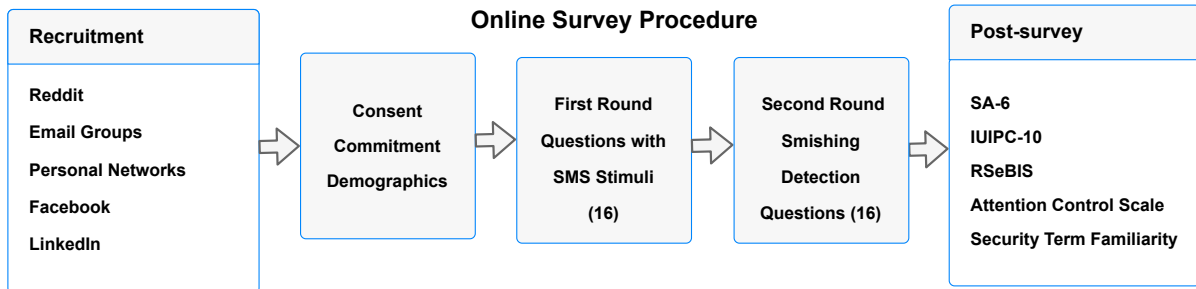 Online Survey Procedure
Recruitment
Reddit
Email Groups
Personal Networks
Facebook
LinkedIn
Consent
Commitment
Demographics
First Round
Questions with
SMS Stimuli
(16)
Second Round
Smishing
Detection
Questions (16)
Post-survey
SA-6
IUIPC-10
RSeBIS
Attention Control Scale
Security Term Familiarity